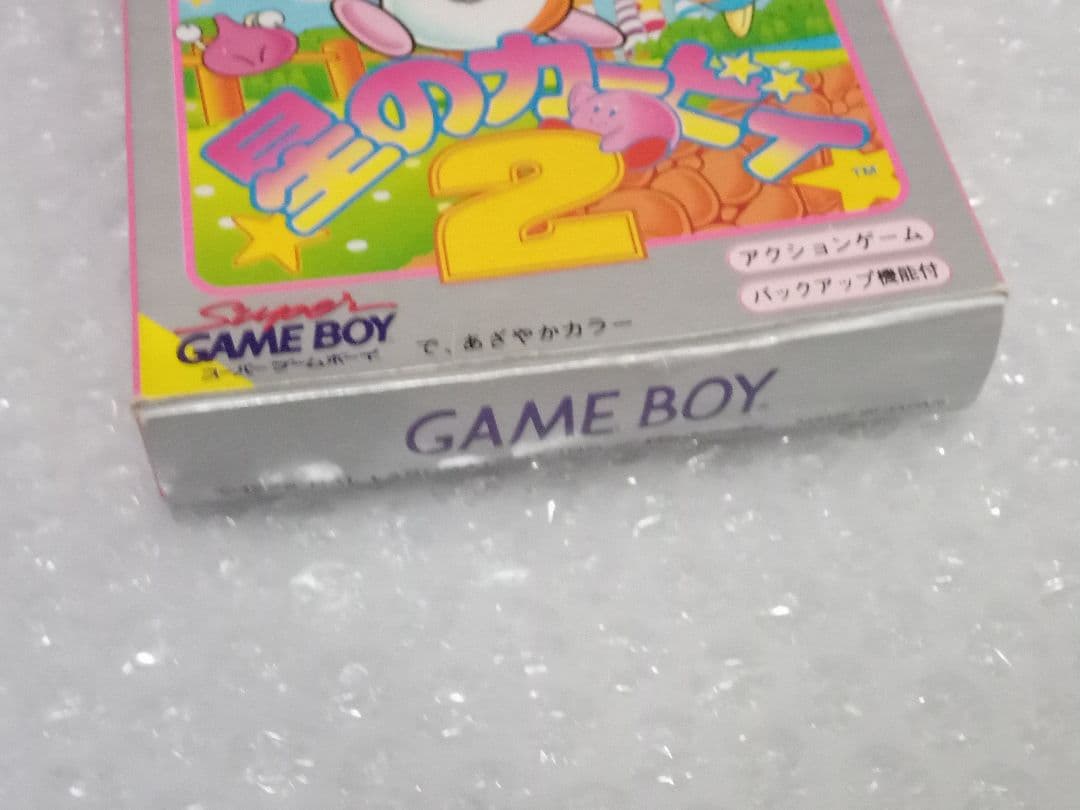 星のカービィ
2
TM
アクションゲーム
バックアップ機能付
Super
GAME BOY で、あざやかカラー
スーパーゲームボーイ
GAME BOY